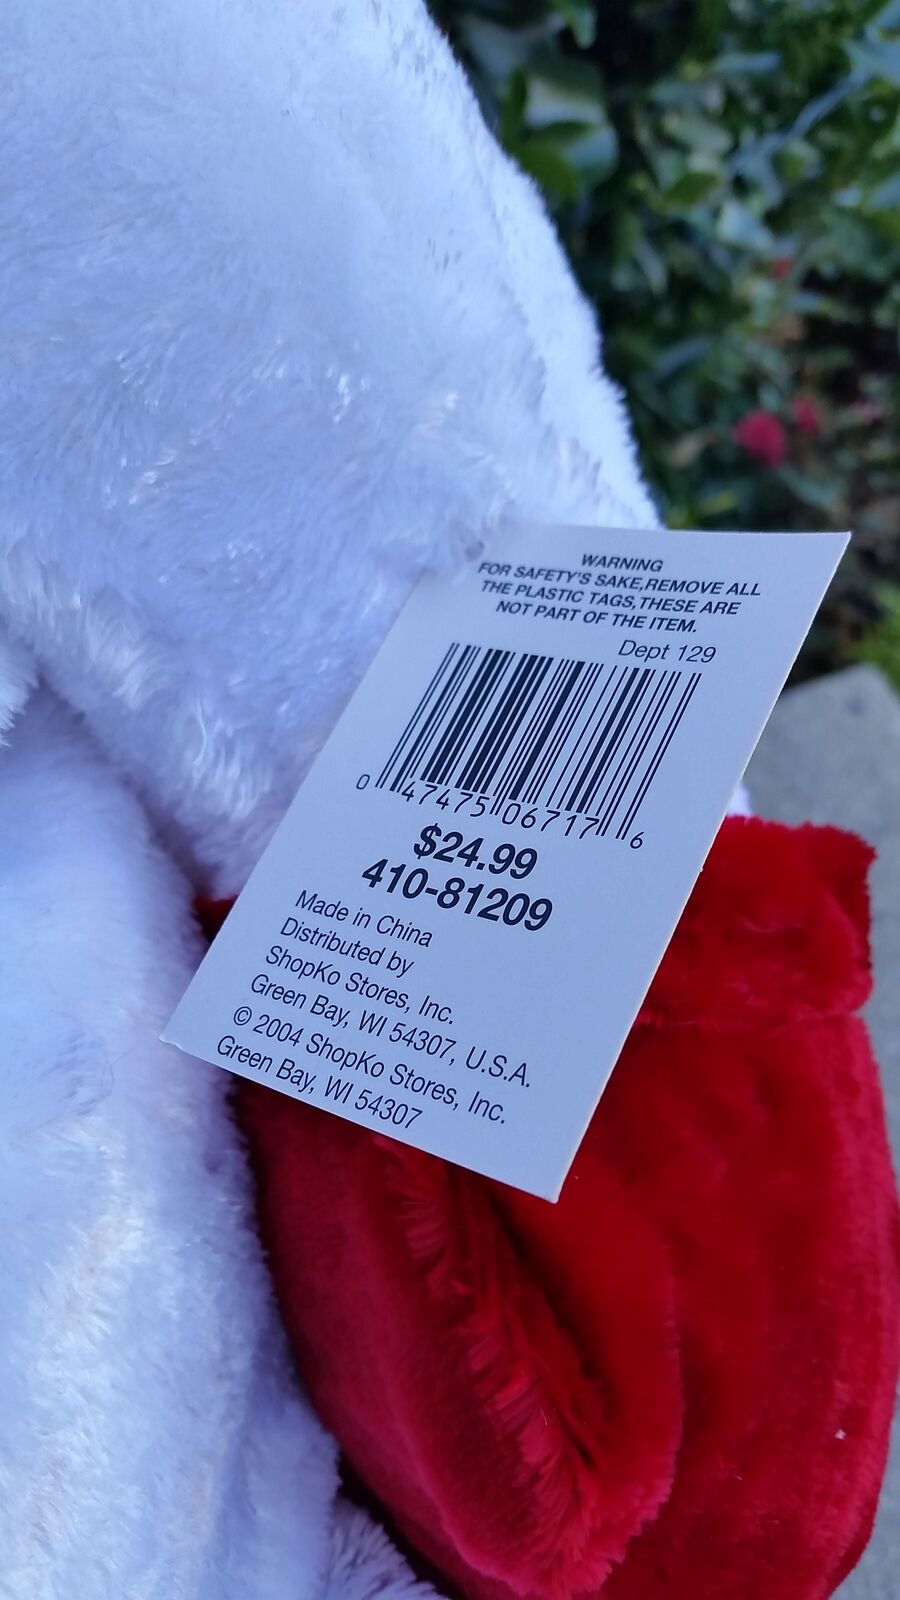 WARNING
FOR SAFETY'S SAKE,REMOVE ALL
THE PLASTIC TAGS,THESE ARE
NOT PART OF THE ITEM.
Dept 129
0 47475 06717 6
$24.99
410-81209
Made in China
Distributed by
ShopKo Stores, Inc.
Green Bay, WI 54307, U.S.A.
© 2004 ShopKo Stores, Inc.
Green Bay, WI 54307